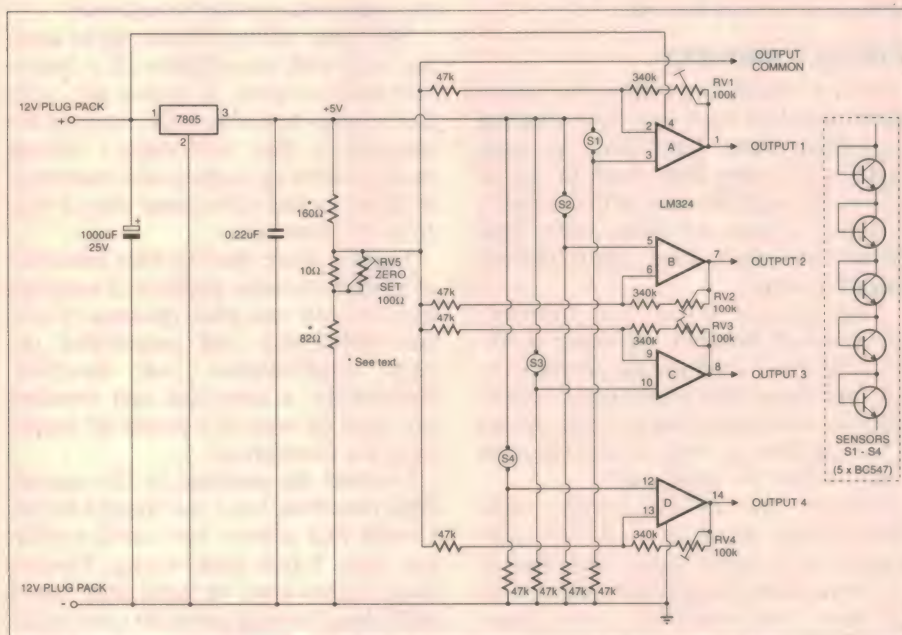 OUTPUT
COMMON
47k
340k
RV1
100k
12V PLUG PACK
+
1
7805
3
2
+5V
S1
2
3
4
A
1
OUTPUT 1
*
160Ω
S2
LM324
1000uF
25V
+
0.22uF
10Ω
RV5
ZERO
SET
100Ω
5
6
B
7
OUTPUT 2
47k
340k
RV2
100k
47k
340k
RV3
100k
*
82Ω
* See text
S3
9
10
C
8
OUTPUT 3
SENSORS
S1 - S4
(5 x BC547)
S4
12
13
D
14
OUTPUT 4
47k
340k
RV4
100k
47k
47k
47k
47k
12V PLUG PACK
-